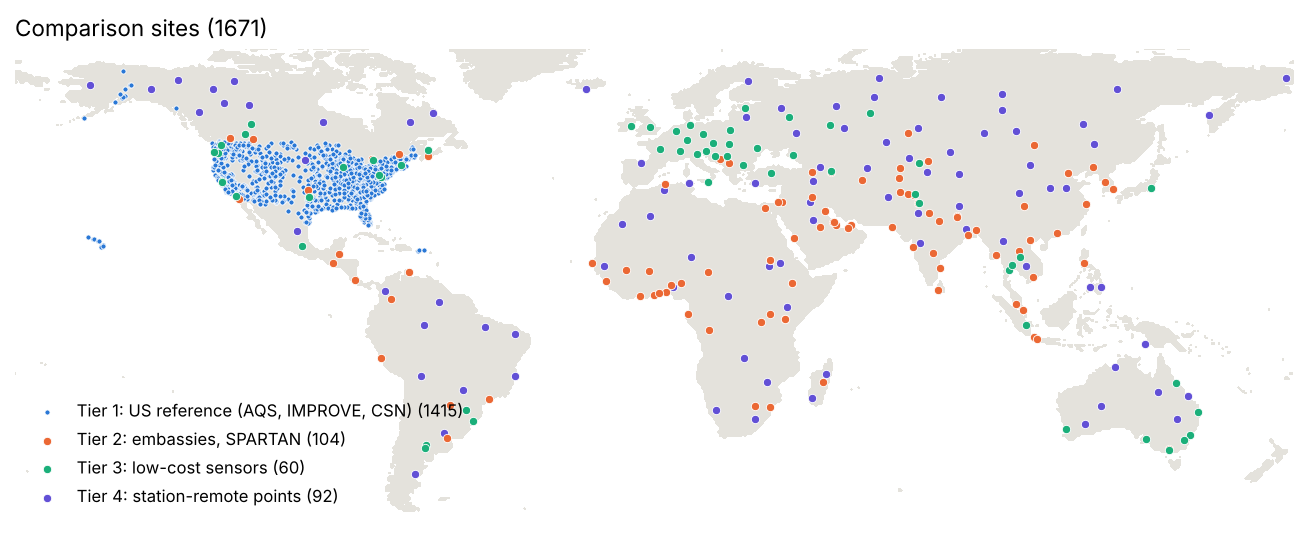 Comparison sites (1671)
Tier 1: US reference (AQS, IMPROVE, CSN) (1415)
Tier 2: embassies, SPARTAN (104)
Tier 3: low-cost sensors (60)
Tier 4: station-remote points (92)